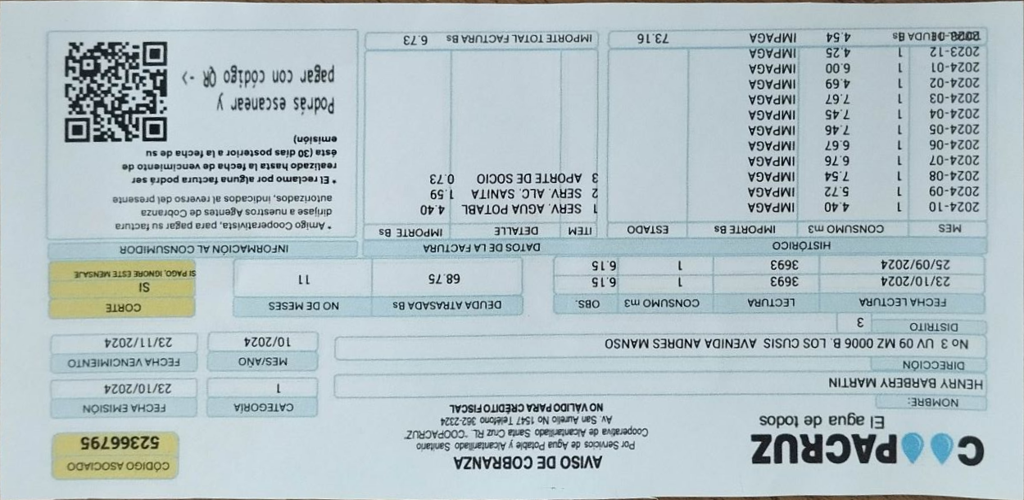 COOPACRUZ
El agua de todos
AVISO DE COBRANZA
Por Servicios de Agua Potable y Alcantarillado Sanitario
Cooperativa de Alcantarillado Santa Cruz "COOPACRUZ" RL
Av. San Aurelio No 1547 Teléfono 362-2324
NO VÁLIDO PARA CRÉDITO FISCAL
CÓDIGO ASOCIADO
52366795
NOMBRE:
HENRY BARBERY MARTIN
CATEGORÍA
1
FECHA EMISIÓN
23/10/2024
DIRECCIÓN
No 3 UV 09 MZ 0006 B. LOS CUSIS AVENIDA ANDRES MANSO
MES/AÑO
10/2024
FECHA VENCIMIENTO
23/11/2024
DISTRITO 3
FECHA LECTURA LECTURA CONSUMO m3 OBS.
23/10/2024 3693 1 6.15
25/09/2024 3693 1 6.15
DEUDA ATRASADA Bs
68.75
NO DE MESES
11
CORTE
SI
SI PAGO, IGNORE ESTE MENSAJE
HISTÓRICO
MES CONSUMO m3 IMPORTE Bs ESTADO
2024-10 1 4.40 IMPAGA
2024-09 1 5.72 IMPAGA
2024-08 1 7.54 IMPAGA
2024-07 1 6.76 IMPAGA
2024-06 1 6.67 IMPAGA
2024-05 1 7.46 IMPAGA
2024-04 1 7.45 IMPAGA
2024-03 1 7.67 IMPAGA
2024-02 1 4.69 IMPAGA
2024-01 1 6.00 IMPAGA
2023-12 1 4.25 IMPAGA
4.54 IMPAGA
73.16
DATOS DE LA FACTURA
ITEM DETALLE IMPORTE Bs
1 SERV. AGUA POTABL 4.40
2 SERV. ALC. SANITA 1.59
3 APORTE DE SOCIO 0.73
IMPORTE TOTAL FACTURA Bs 6.73
INFORMACIÓN AL CONSUMIDOR
* Amigo Cooperativista, para pagar su factura
diríjase a nuestros Agentes de Cobranza
autorizados, indicados al reverso del presente
* El reclamo por alguna factura podrá ser
realizado hasta la fecha de vencimiento de
ésta (30 días posterior a la fecha de su
emisión)
Podrás escanear y
pagar con código QR ->